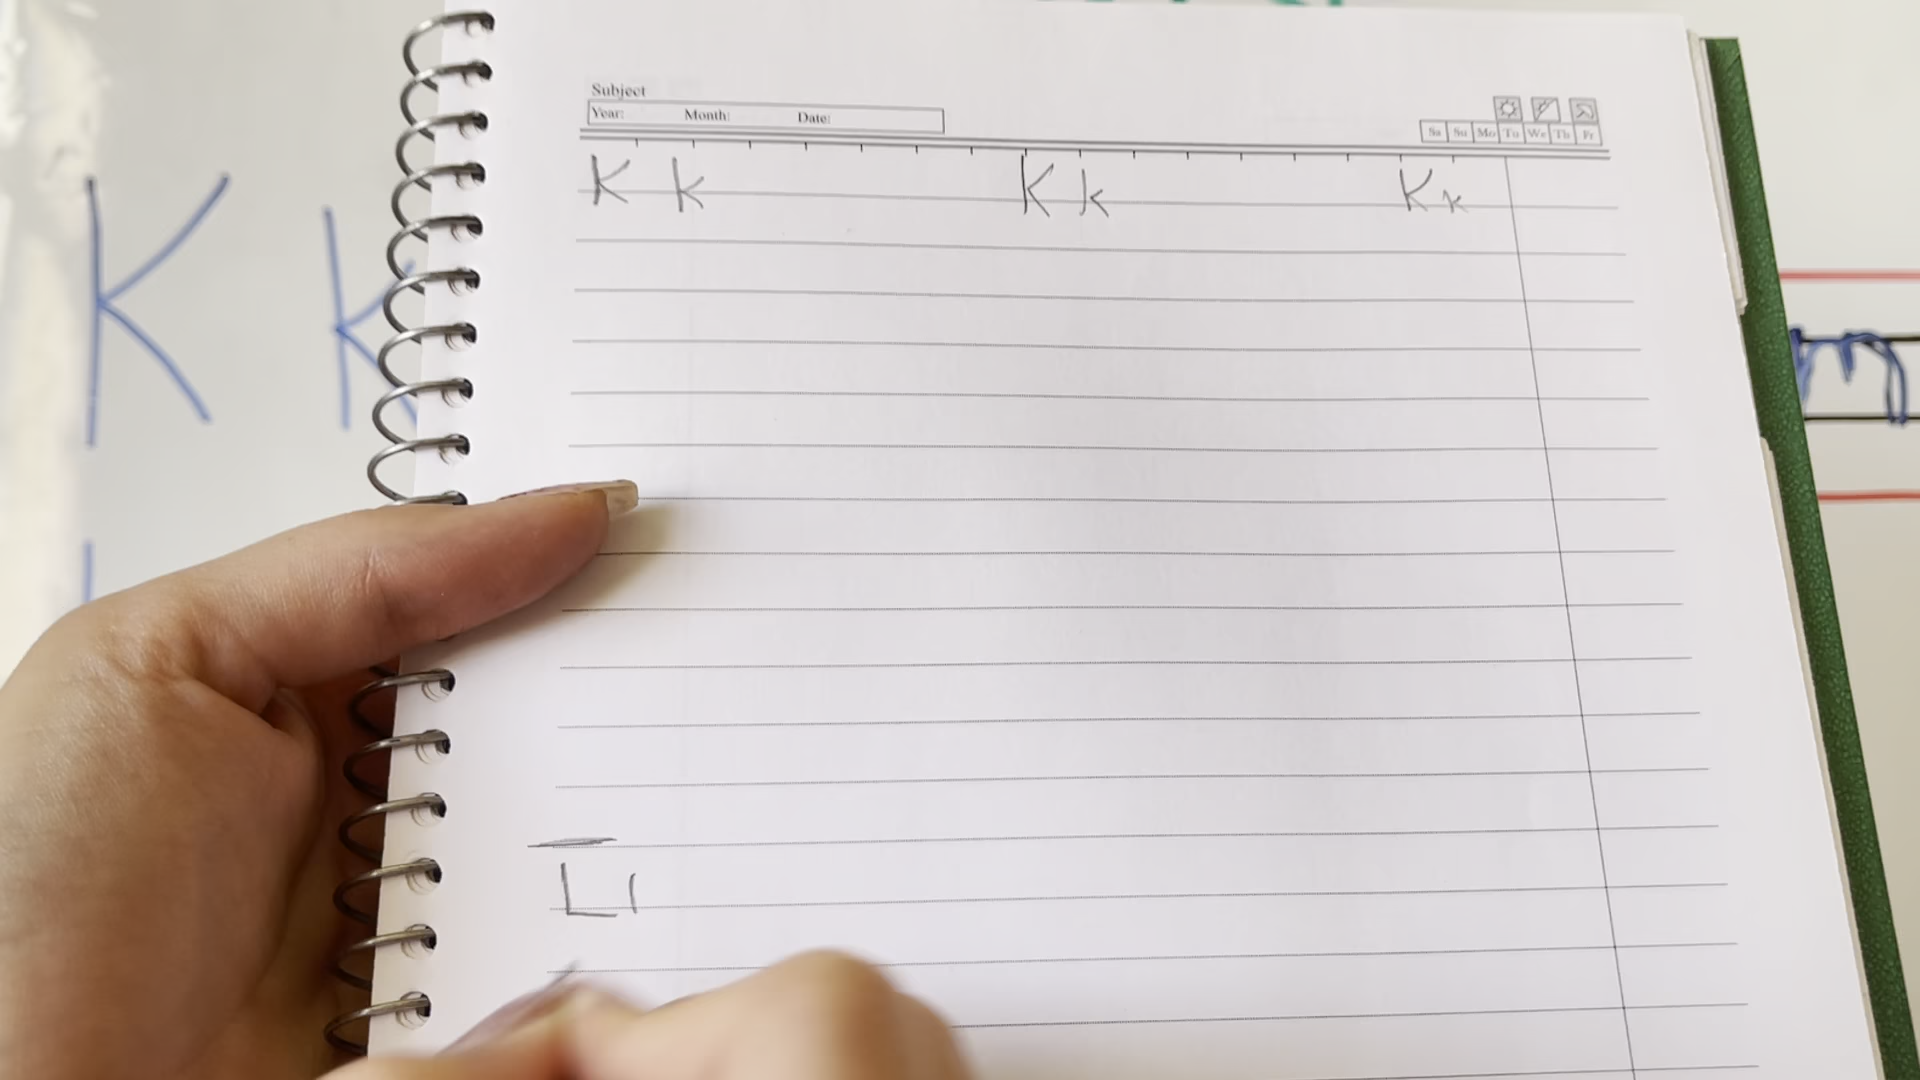 Subject
Year: Month: Date:
Sa Su Mo Tu We Th Fr
K k K k K k
K k
L l
m